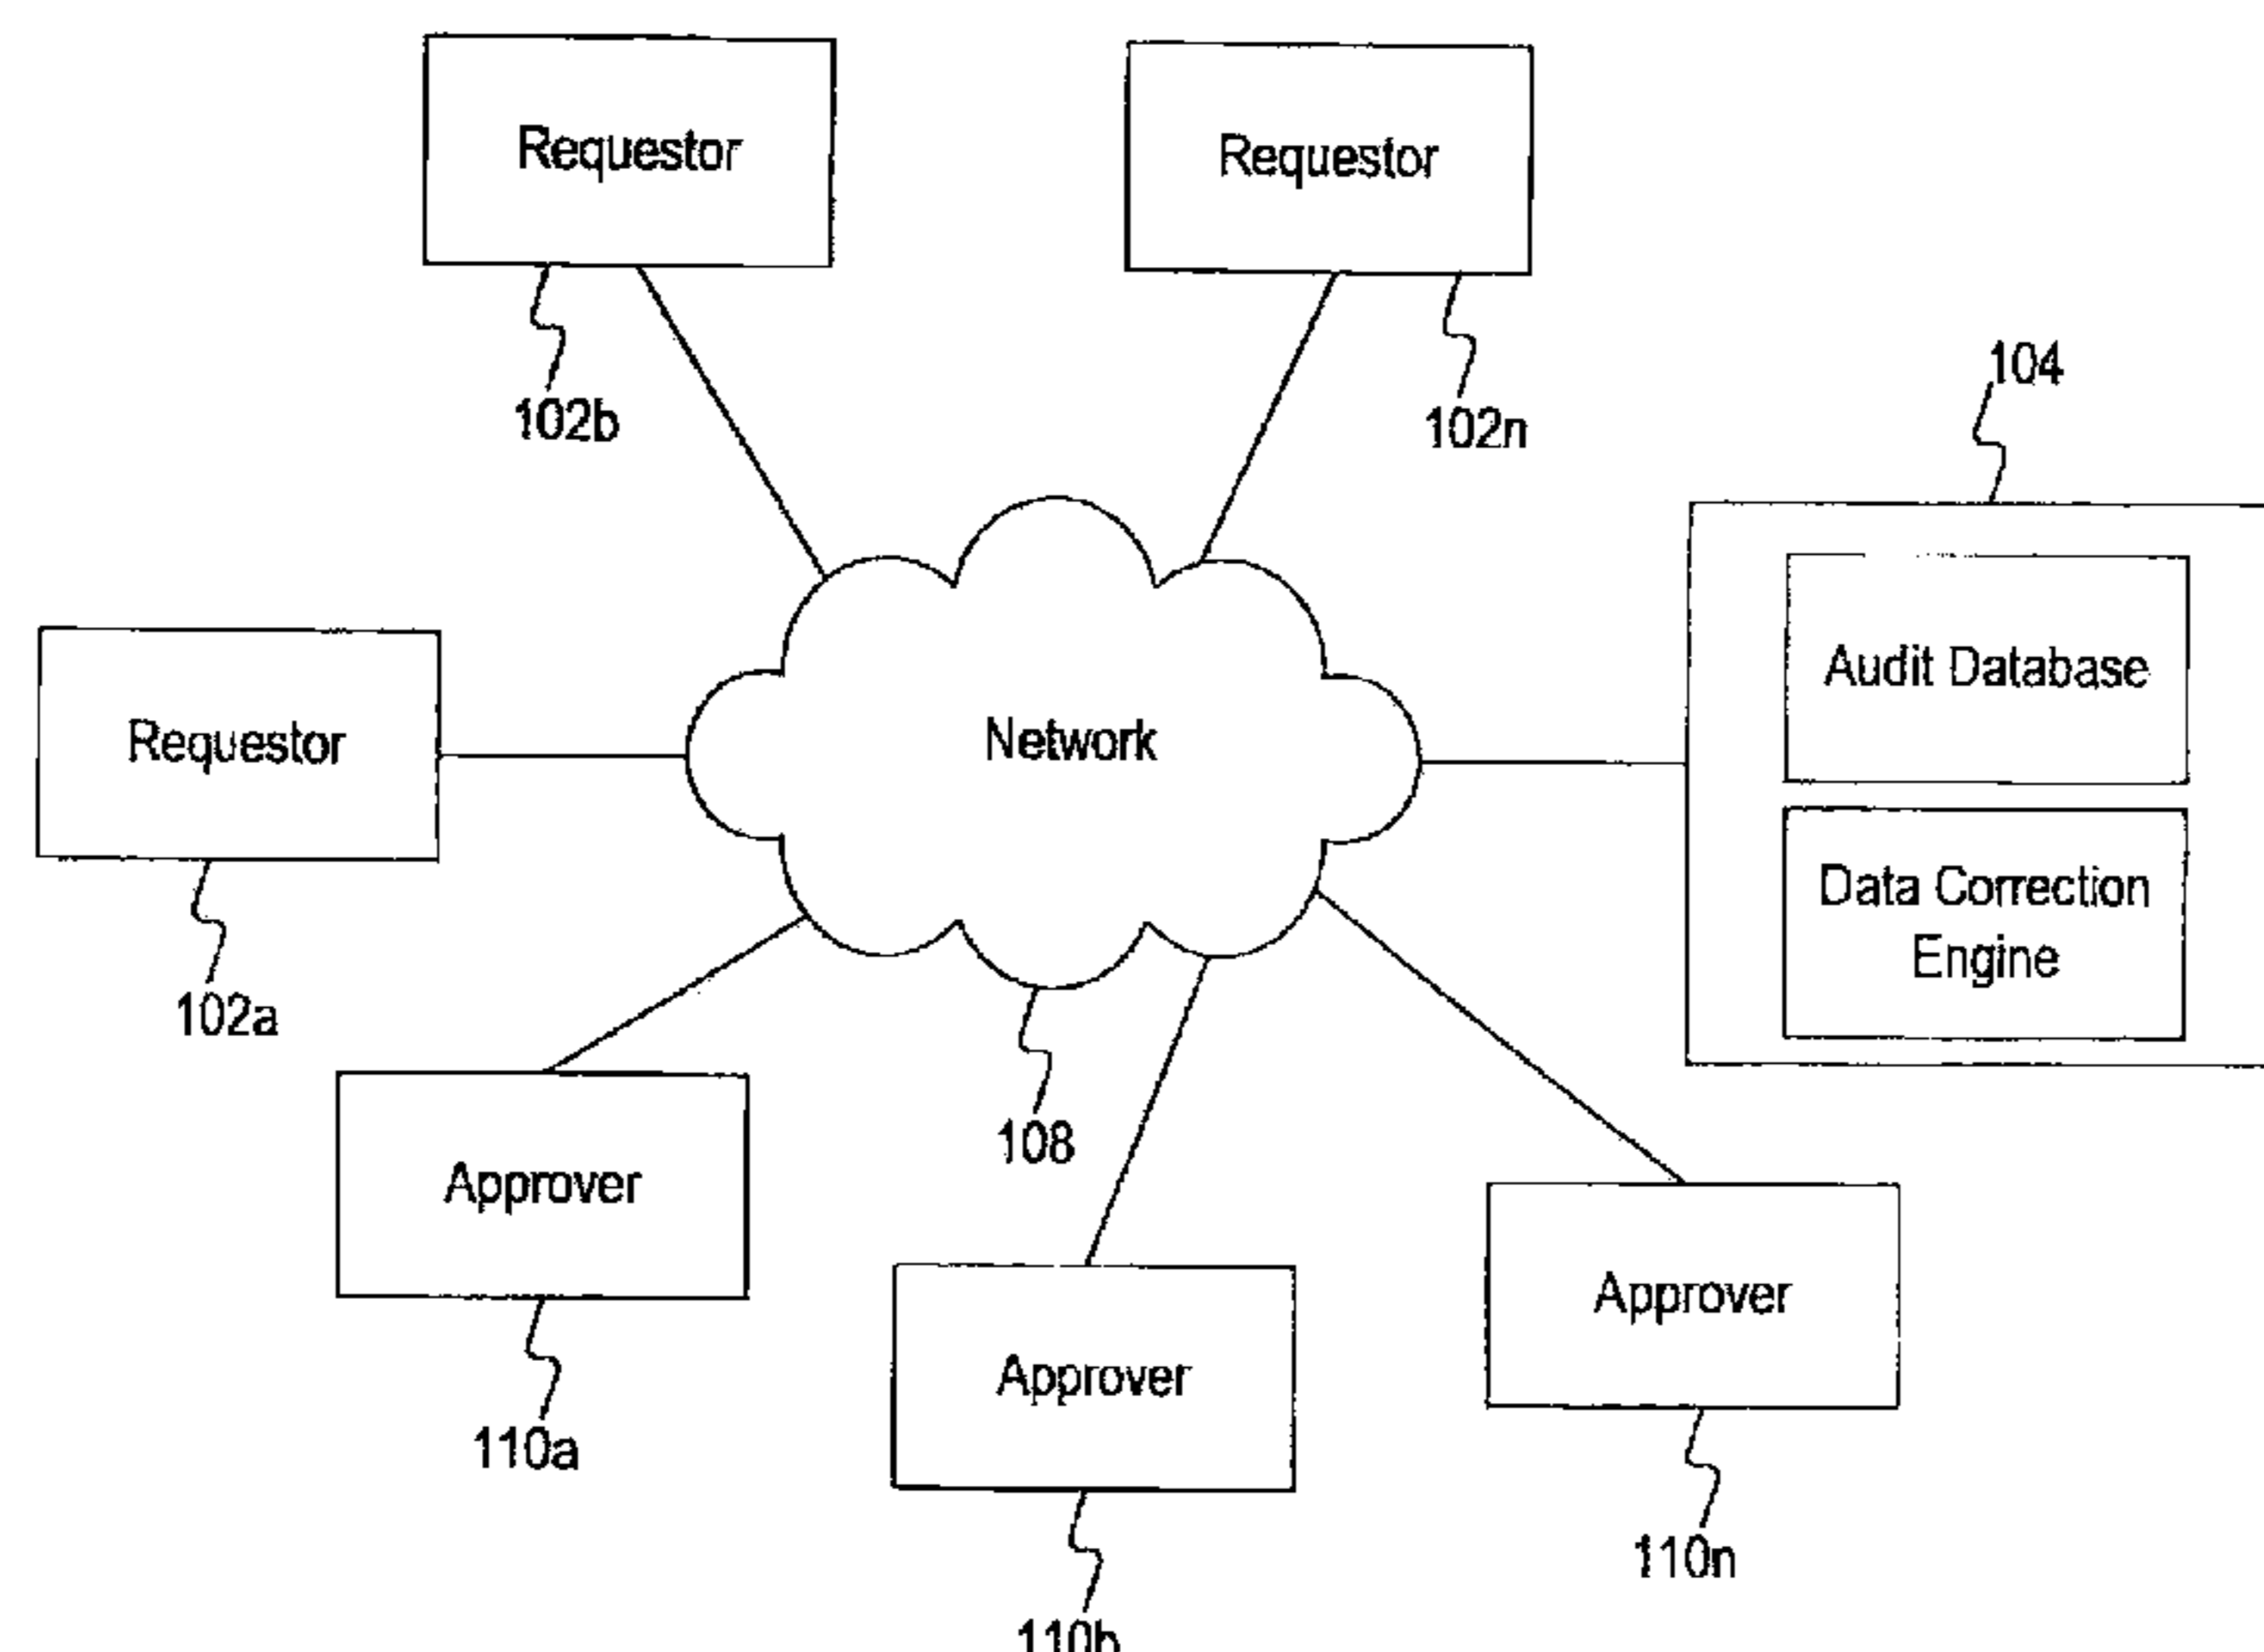 Requestor
Requestor
102b
102n
104
Requestor
Network
Audit Database
Data Correction
Engine
102a
108
Approver
Approver
Approver
110a
110n
110b